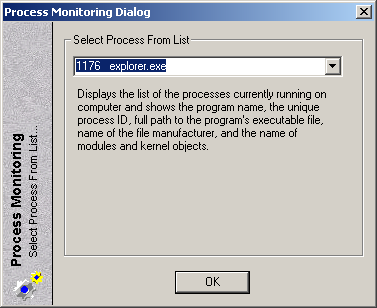 Process Monitoring Dialog
Select Process From List
1176 explorer.exe
Displays the list of the processes currently running on
computer and shows the program name, the unique
process ID, full path to the program's executable file,
name of the file manufacturer, and the name of
modules and kernel objects.
Process Monitoring
Select Process From List...
OK